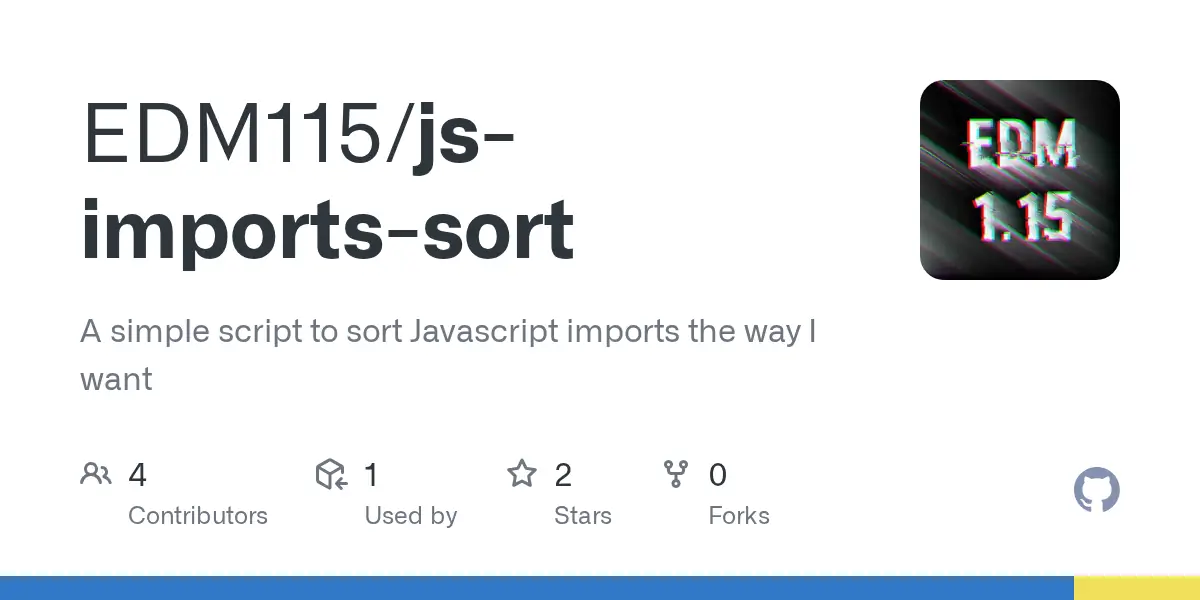 EDM115/js-
imports-sort
EDM
1.15
A simple script to sort Javascript imports the way I
want
4 1 2 0
Contributors Used by Stars Forks